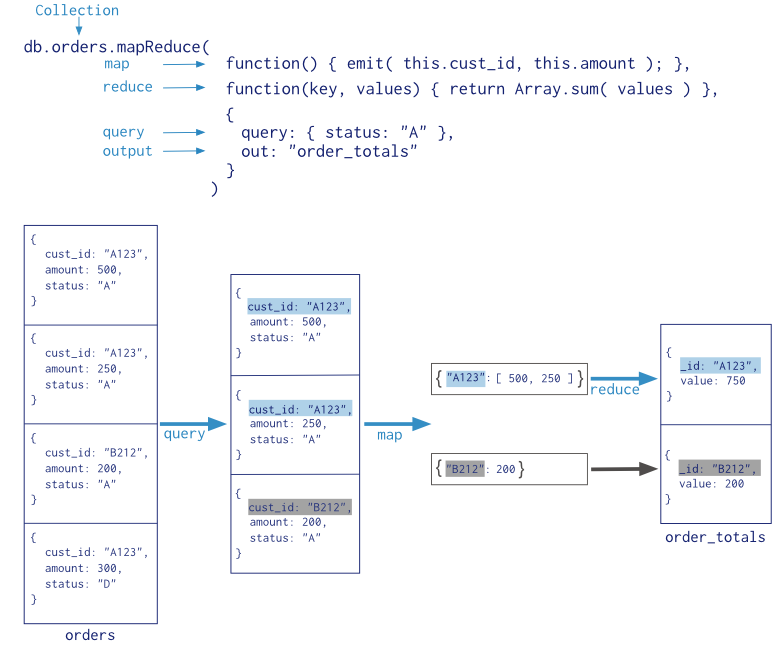 Collection
db.orders.mapReduce(
map function() { emit( this.cust_id, this.amount ); },
reduce function(key, values) { return Array.sum( values ) },
{
query query: { status: "A" },
output out: "order_totals"
}
)
{
cust_id: "A123",
amount: 500,
status: "A"
}
{
cust_id: "A123",
amount: 250,
status: "A"
}
{
cust_id: "B212",
amount: 200,
status: "A"
}
{
cust_id: "A123",
amount: 300,
status: "D"
}
orders
query
{
cust_id: "A123",
amount: 500,
status: "A"
}
{
cust_id: "A123",
amount: 250,
status: "A"
}
{
cust_id: "B212",
amount: 200,
status: "A"
}
map
{ "A123": [ 500, 250 ] }
{ "B212": 200 }
reduce
{
_id: "A123",
value: 750
}
{
_id: "B212",
value: 200
}
order_totals